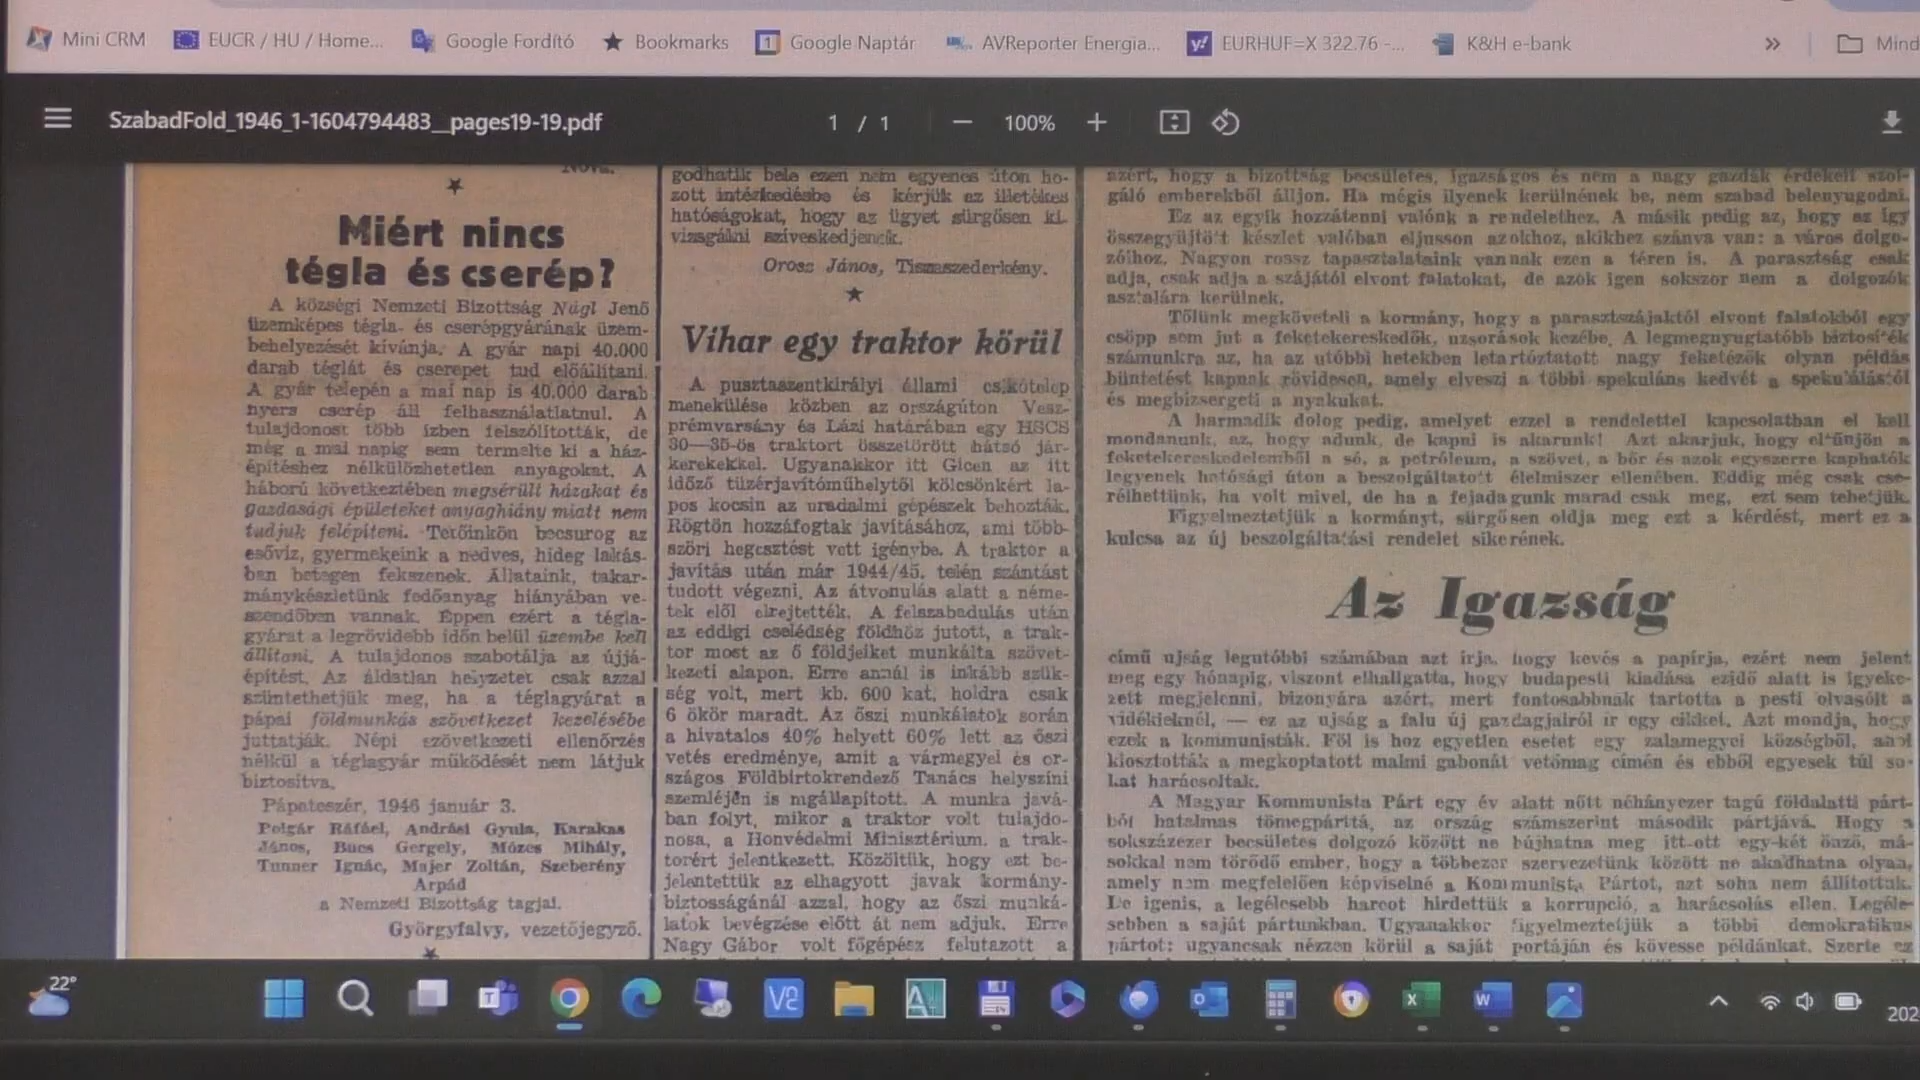 Mini CRM
EUCR / HU / Home...
Google Fordító
Bookmarks
Google Naptár
AVReporter Energia...
EURHUF=X 322.76 -...
K&H e-bank
»
Mind
SzabadFold_1946_1-1604794483__pages19-19.pdf
1 / 1
100%
Miért nincs
tégla és cserép?
A községi Nemzeti Bizottság Nágl Jenő
üzemképes tégla- és cserépgyárának üzem-
behelyezését kívánja. A gyár napi 40.000
darab téglát és cserepet tud előállítani.
A gyár telepén a mai nap is 40.000 darab
nyers cserép áll felhasználatlatnul. A
tulajdonost több ízben felszólították, de
még a mai napig sem termelte ki a ház-
építéshez nélkülözhetetlen anyagokat. A
háború következtében megsérült házakat és
gazdasági épületeket anyaghiány miatt nem
tudjuk felépíteni. Tetőinkön becsurog az
esővíz, gyermekeink a nedves, hideg lakás-
ban betegen fekszenek. Állataink, takar-
mánykészletünk fedőanyag hiányában ve-
szendőben vannak. Éppen ezért a tégla-
gyárat a legrövidebb időn belül üzembe kell
állítani. A tulajdonos szabotálja az újjá-
építést. Az áldatlan helyzetet csak azzal
szüntethetjük meg, ha a téglagyárat a
pápai földmunkás szövetkezet kezelésébe
juttatják. Népi szövetkezeti ellenőrzés
nélkül a téglagyár működését nem látjuk
biztosítva.
Pápateszér, 1946 január 3.
Polgár Ráfáel, Andrási Gyula, Karakas
János, Bucs Gergely, Mózes Mihály,
Tunner Ignác, Majer Zoltán, Szeberény
Árpád
a Nemzeti Bizottság tagjai.
Györgyfalvy, vezetőjegyző.
godhatik bele ezen nem egyenes úton ho-
zott intézkedésbe és kérjük az illetékes
hatóságokat, hogy az ügyet sürgősen ki-
vizsgálni szíveskedjenek.
Orosz János, Tiszaszederkény.
Vihar egy traktor körül
A pusztaszentkirályi állami csikótelep
menekülése közben az országúton Vesz-
prémvarsány és Lázi határában egy HSCS
30—35-ös traktort összetörött hátsó jár-
kerekekkel. Ugyanakkor itt Gicen az itt
időző tüzérjavítóműhelytől kölcsönkért la-
pos kocsin az uradalmi gépészek behozták.
Rögtön hozzáfogtak javításához, ami több-
szöri hegesztést vett igénybe. A traktor a
javítás után már 1944/45. telén szántást
tudott végezni. Az átvonulás alatt a néme-
tek elől elrejtették. A felszabadulás után
az eddigi cselédség földhöz jutott, a trak-
tor most az ő földjeiket munkálta szövet-
kezeti alapon. Erre annál is inkább szük-
ség volt, mert kb. 600 kat. holdra csak
6 ökör maradt. Az őszi munkálatok során
a hivatalos 40% helyett 60% lett az őszi
vetés eredménye, amit a vármegyei és or-
szágos Földbirtokrendező Tanács helyszíni
szemléjén is mgállapított. A munka javá-
ban folyt, mikor a traktor volt tulajdo-
nosa, a Honvédelmi Minisztérium. a trak-
torért jelentkezett. Közöltük, hogy ezt be-
jelentettük az elhagyott javak kormány-
biztosságánál azzal, hogy az őszi munká-
latok bevégzése előtt át nem adjuk. Erre
Nagy Gábor volt főgépész felutazott a
azért, hogy a bizottság becsületes, igazságos és nem a nagy gazdák érdekeit szol-
gáló emberekből álljon. Ha mégis ilyenek kerülnének be, nem szabad belenyugodni.
Ez az egyik hozzátenni valónk a rendelethez. A másik pedig az, hogy az így
összegyüjtött készlet valóban eljusson azokhoz, akikhez szánva van: a város dolgo-
zóihoz. Nagyon rossz tapasztalataink vannak ezen a téren is. A parasztság csak
adja, csak adja a szájától elvont falatokat, de azok igen sokszor nem a dolgozók
asztalára kerülnek.
Tőlünk megköveteli a kormány, hogy a parasztszájaktól elvont falatokból egy
csöpp sem jut a feketekereskedők, uzsorások kezébe. A legmegnyugtatóbb biztosíték
számunkra az, ha az utóbbi hetekben letartóztatott nagy feketézők olyan példás
büntetést kapnak rövidesen, amely elveszi a többi spekuláns kedvét a spekulálástól
és megbizsergeti a nyakukat.
A harmadik dolog pedig, amelyet ezzel a rendelettel kapcsolatban el kell
mondanunk, az, hogy adunk, de kapni is akarunk! Azt akarjuk, hogy eltűnjön a
feketekereskedelemből a só, a petróleum, a szövet, a bőr és azok egyszerre kaphatók
legyenek hatósági úton a beszolgáltatott élelmiszer ellenében. Eddig még csak cse-
rélhettünk, ha volt mivel, de ha a fejadagunk marad csak meg, ezt sem tehetjük.
Figyelmeztetjük a kormányt, sürgősen oldja meg ezt a kérdést, mert ez a
kulcsa az új beszolgáltatási rendelet sikerének.
Az Igazság
című ujság legutóbbi számában azt írja, hogy kevés a papírja, ezért nem jelent
meg egy hónapig, viszont elhallgatta, hogy budapesti kiadása ezidő alatt is igyeke-
zett megjelenni, bizonyára azért, mert fontosabbnak tartotta a pesti olvasóit a
vidékieknél, — ez az ujság a falu új gazdagjairól ír egy cikket. Azt mondja, hogy
ezek a kommunisták. Föl is hoz egyetlen esetet egy zalamegyei községből, ahol
kiosztották a megkoptatott malmi gabonát vetőmag címén és ebből egyesek túl so-
kat harácsoltak.
A Magyar Kommunista Párt egy év alatt nőtt néhányezer tagú földalatti párt-
ból hatalmas tömegpárttá, az ország számszerint második pártjává. Hogy a
sokszázezer becsületes dolgozó között ne bújhatna meg itt-ott egy-két önző, má-
sokkal nem törődő ember, hogy a többezer szervezetünk között ne akadhatna olyan,
amely nem megfelelően képviselné a Kommunista Pártot, azt soha nem állítottuk.
De igenis, a legélesebb harcot hirdettük a korrupció, a harácsolás ellen. Legéle-
sebben a saját pártunkban. Ugyanakkor figyelmeztetjük a többi demokratikus
pártot: ugyancsak nézzen körül a saját portáján és kövesse példánkat. Szerte ez
22°
202